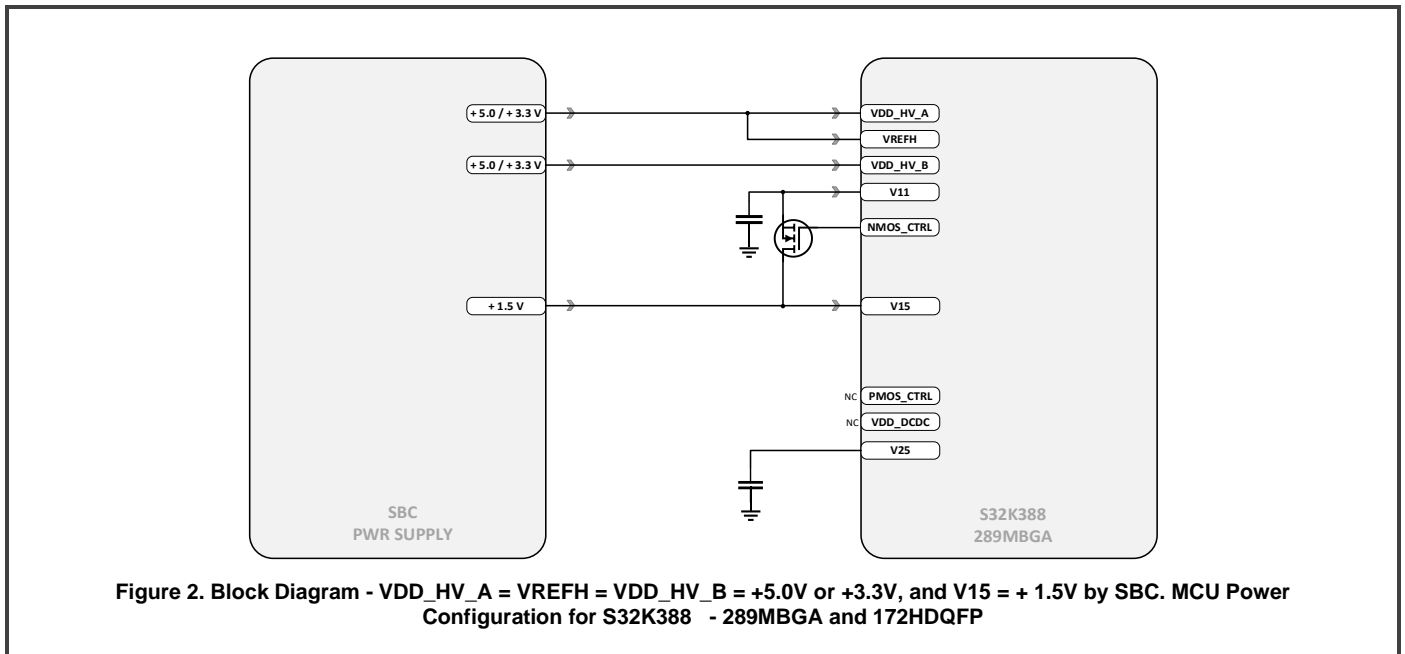 + 5.0 / + 3.3 V
VDD_HV_A
VREFH
+ 5.0 / + 3.3 V
VDD_HV_B
V11
NMOS_CTRL
+ 1.5 V
V15
NC PMOS_CTRL
NC VDD_DCDC
V25
SBC
PWR SUPPLY
S32K388
289MBGA
Figure 2. Block Diagram - VDD_HV_A = VREFH = VDD_HV_B = +5.0V or +3.3V, and V15 = + 1.5V by SBC. MCU Power
Configuration for S32K388 - 289MBGA and 172HDQFP